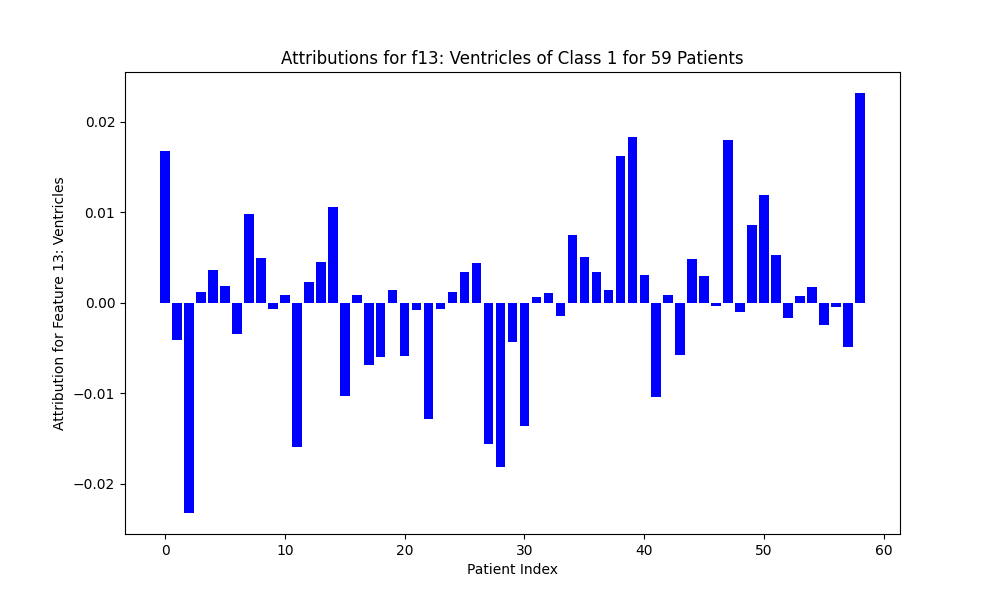 Attributions for f13: Ventricles of Class 1 for 59 Patients
Attribution for Feature 13: Ventricles
0.02
0.01
0.00
−0.01
−0.02
0 10 20 30 40 50 60
Patient Index